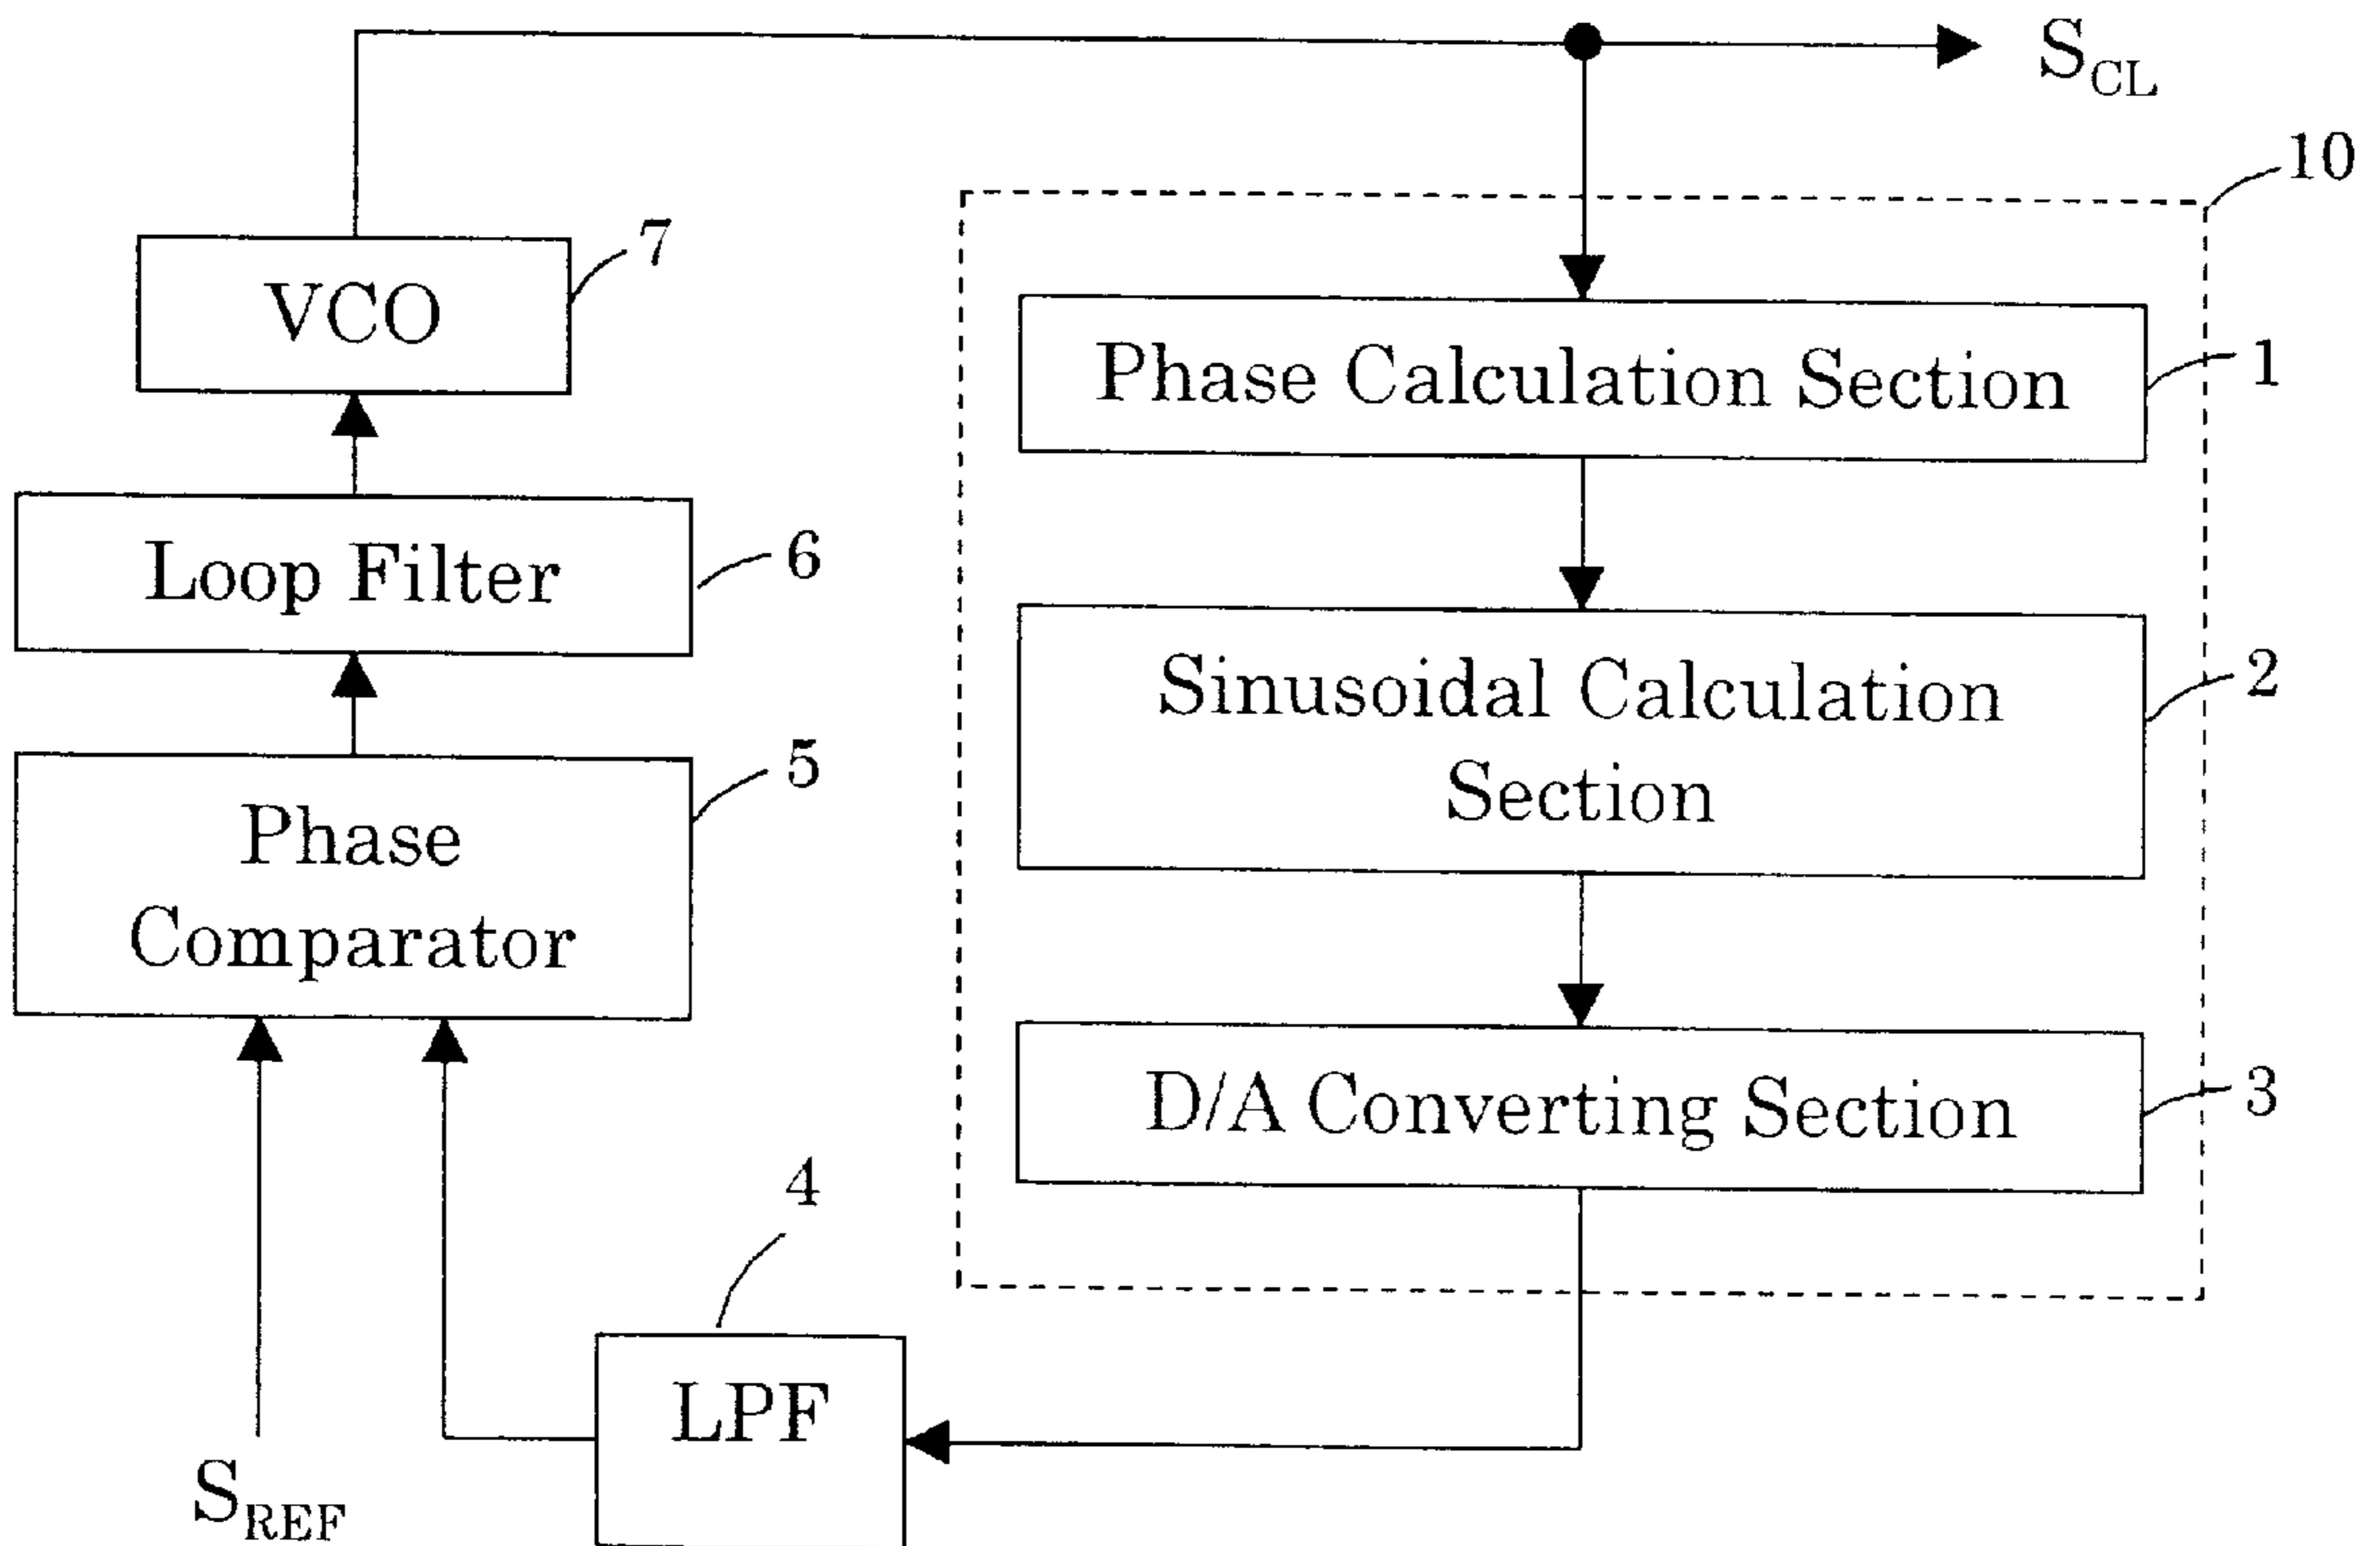 S_CL
10
VCO
7
Phase Calculation Section
1
Loop Filter
6
Sinusoidal Calculation
Section
2
Phase
Comparator
5
D/A Converting Section
3
4
LPF
S_REF